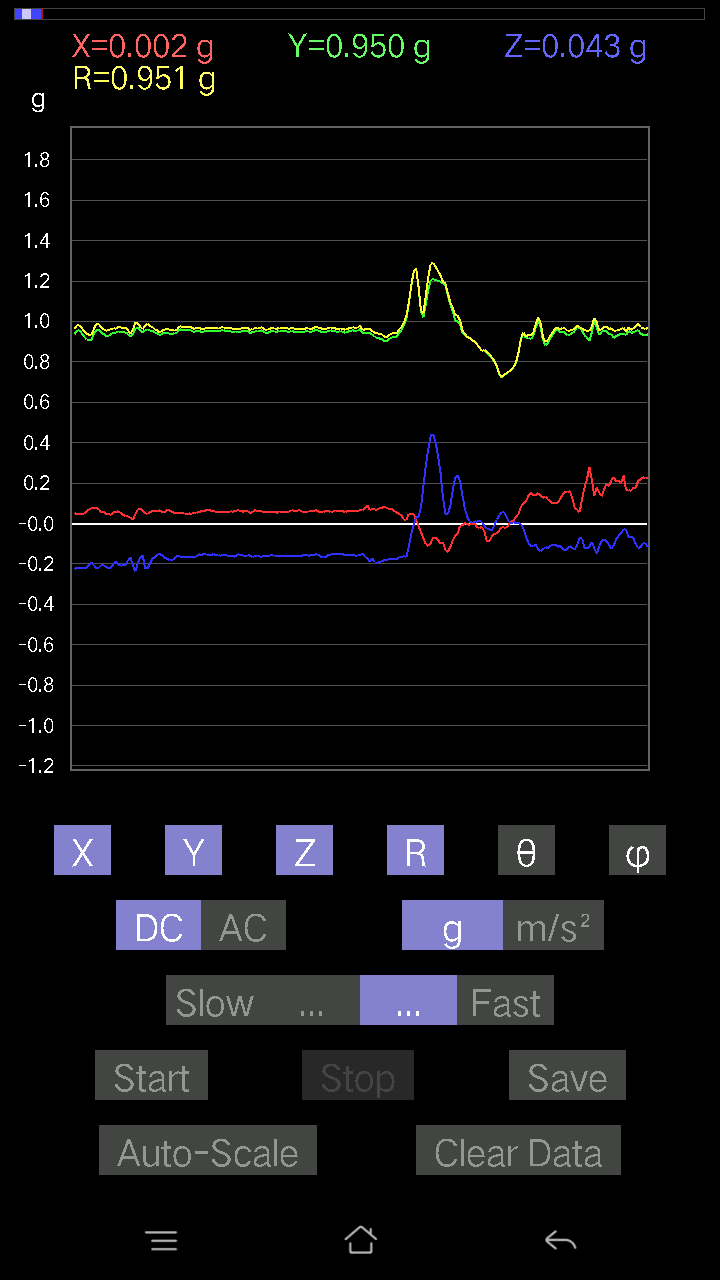 X=0.002 g Y=0.950 g Z=0.043 g
R=0.951 g
g
1.8
1.6
1.4
1.2
1.0
0.8
0.6
0.4
0.2
-0.0
-0.2
-0.4
-0.6
-0.8
-1.0
-1.2
X Y Z R θ φ
DC AC g m/s²
Slow ... ... Fast
Start Stop Save
Auto-Scale Clear Data